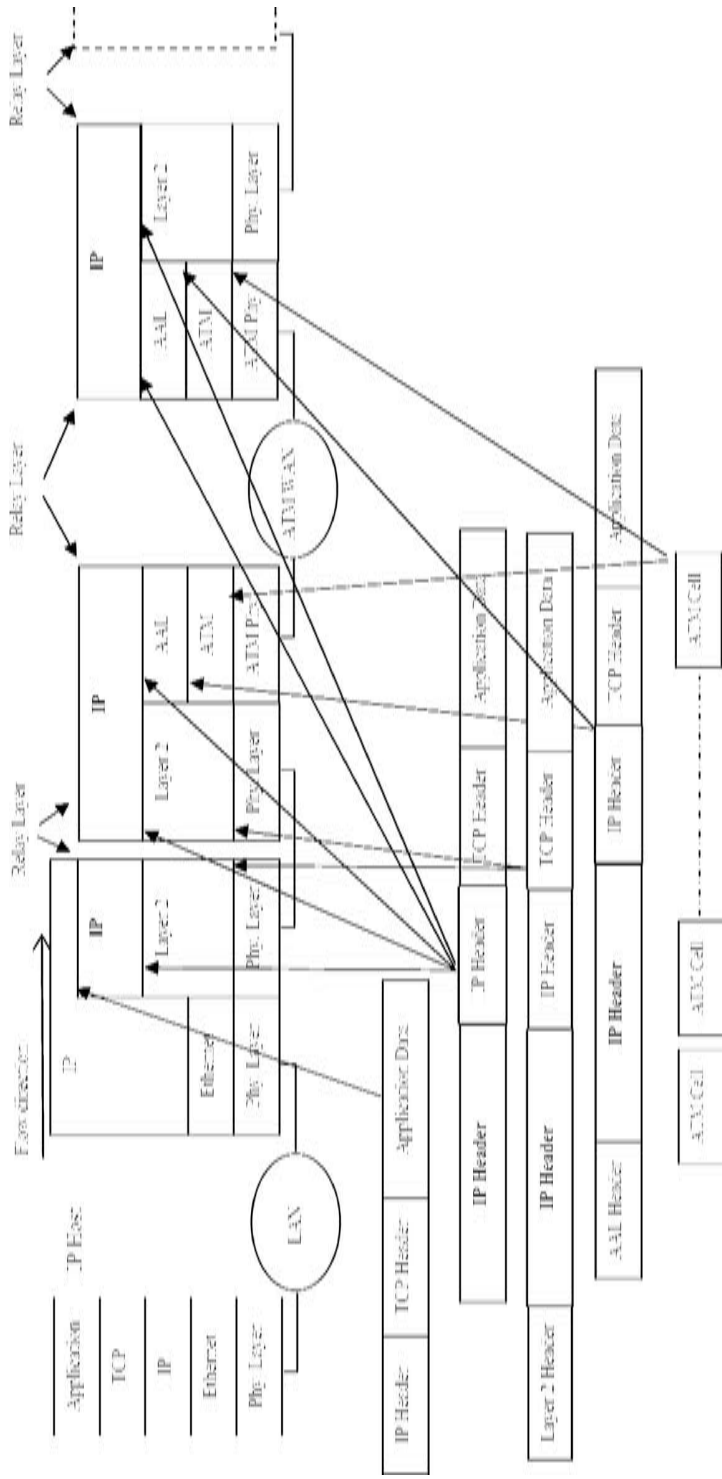 Flow direction
Relay Layer
Relay Layer
Relay Layer
IP Host
Application
TCP
IP
Ethernet
Phy. Layer
LAN
IP
Ethernet
Phy. Layer
IP
Layer 2
Phy. Layer
IP
Layer 2
Phy. Layer
AAL
ATM
ATM Phy.
ATM WAN
IP
AAL
ATM
ATM Phy.
Layer 2
Phy. Layer
IP Header TCP Header Application Data
IP Header IP Header TCP Header Application Data
Layer 2 Header IP Header IP Header TCP Header Application Data
AAL Header IP Header IP Header TCP Header Application Data
ATM Cell ATM Cell ATM Cell